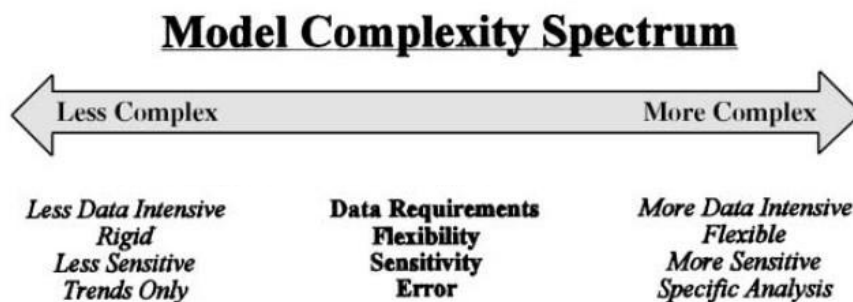 Model Complexity Spectrum
Less Complex More Complex
Less Data Intensive Data Requirements More Data Intensive
Rigid Flexibility Flexible
Less Sensitive Sensitivity More Sensitive
Trends Only Error Specific Analysis